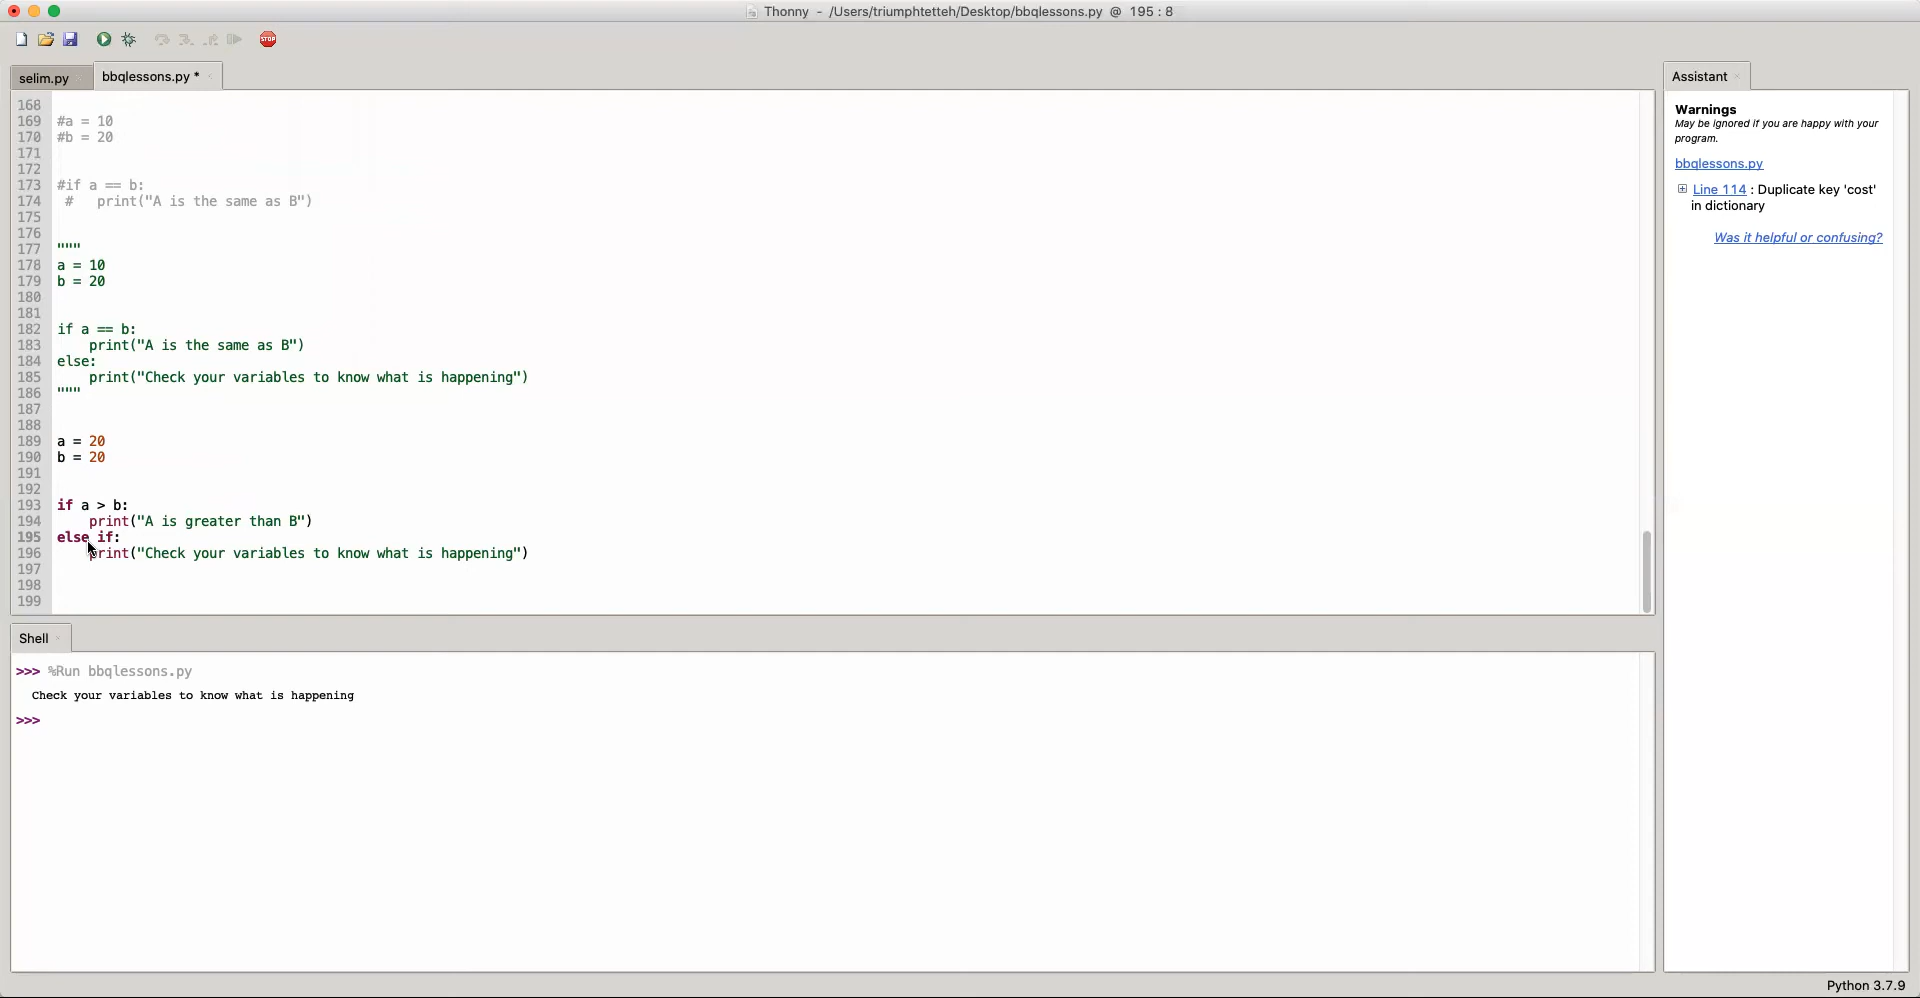 Thonny - /Users/triumphtetteh/Desktop/bbqlessons.py @ 195 : 8
STOP
selim.py
bbqlessons.py *
168
169 #a = 10
170 #b = 20
171
172
173 #if a == b:
174 #   print("A is the same as B")
175
176
177 """
178 a = 10
179 b = 20
180
181
182 if a == b:
183     print("A is the same as B")
184 else:
185     print("Check your variables to know what is happening")
186 """
187
188
189 a = 20
190 b = 20
191
192
193 if a > b:
194     print("A is greater than B")
195 else if:
196     print("Check your variables to know what is happening")
197
198
199
Shell
>>> %Run bbqlessons.py
Check your variables to know what is happening
>>>
Assistant
Warnings
May be ignored if you are happy with your
program.
bbqlessons.py
Line 114 : Duplicate key 'cost'
in dictionary
Was it helpful or confusing?
Python 3.7.9